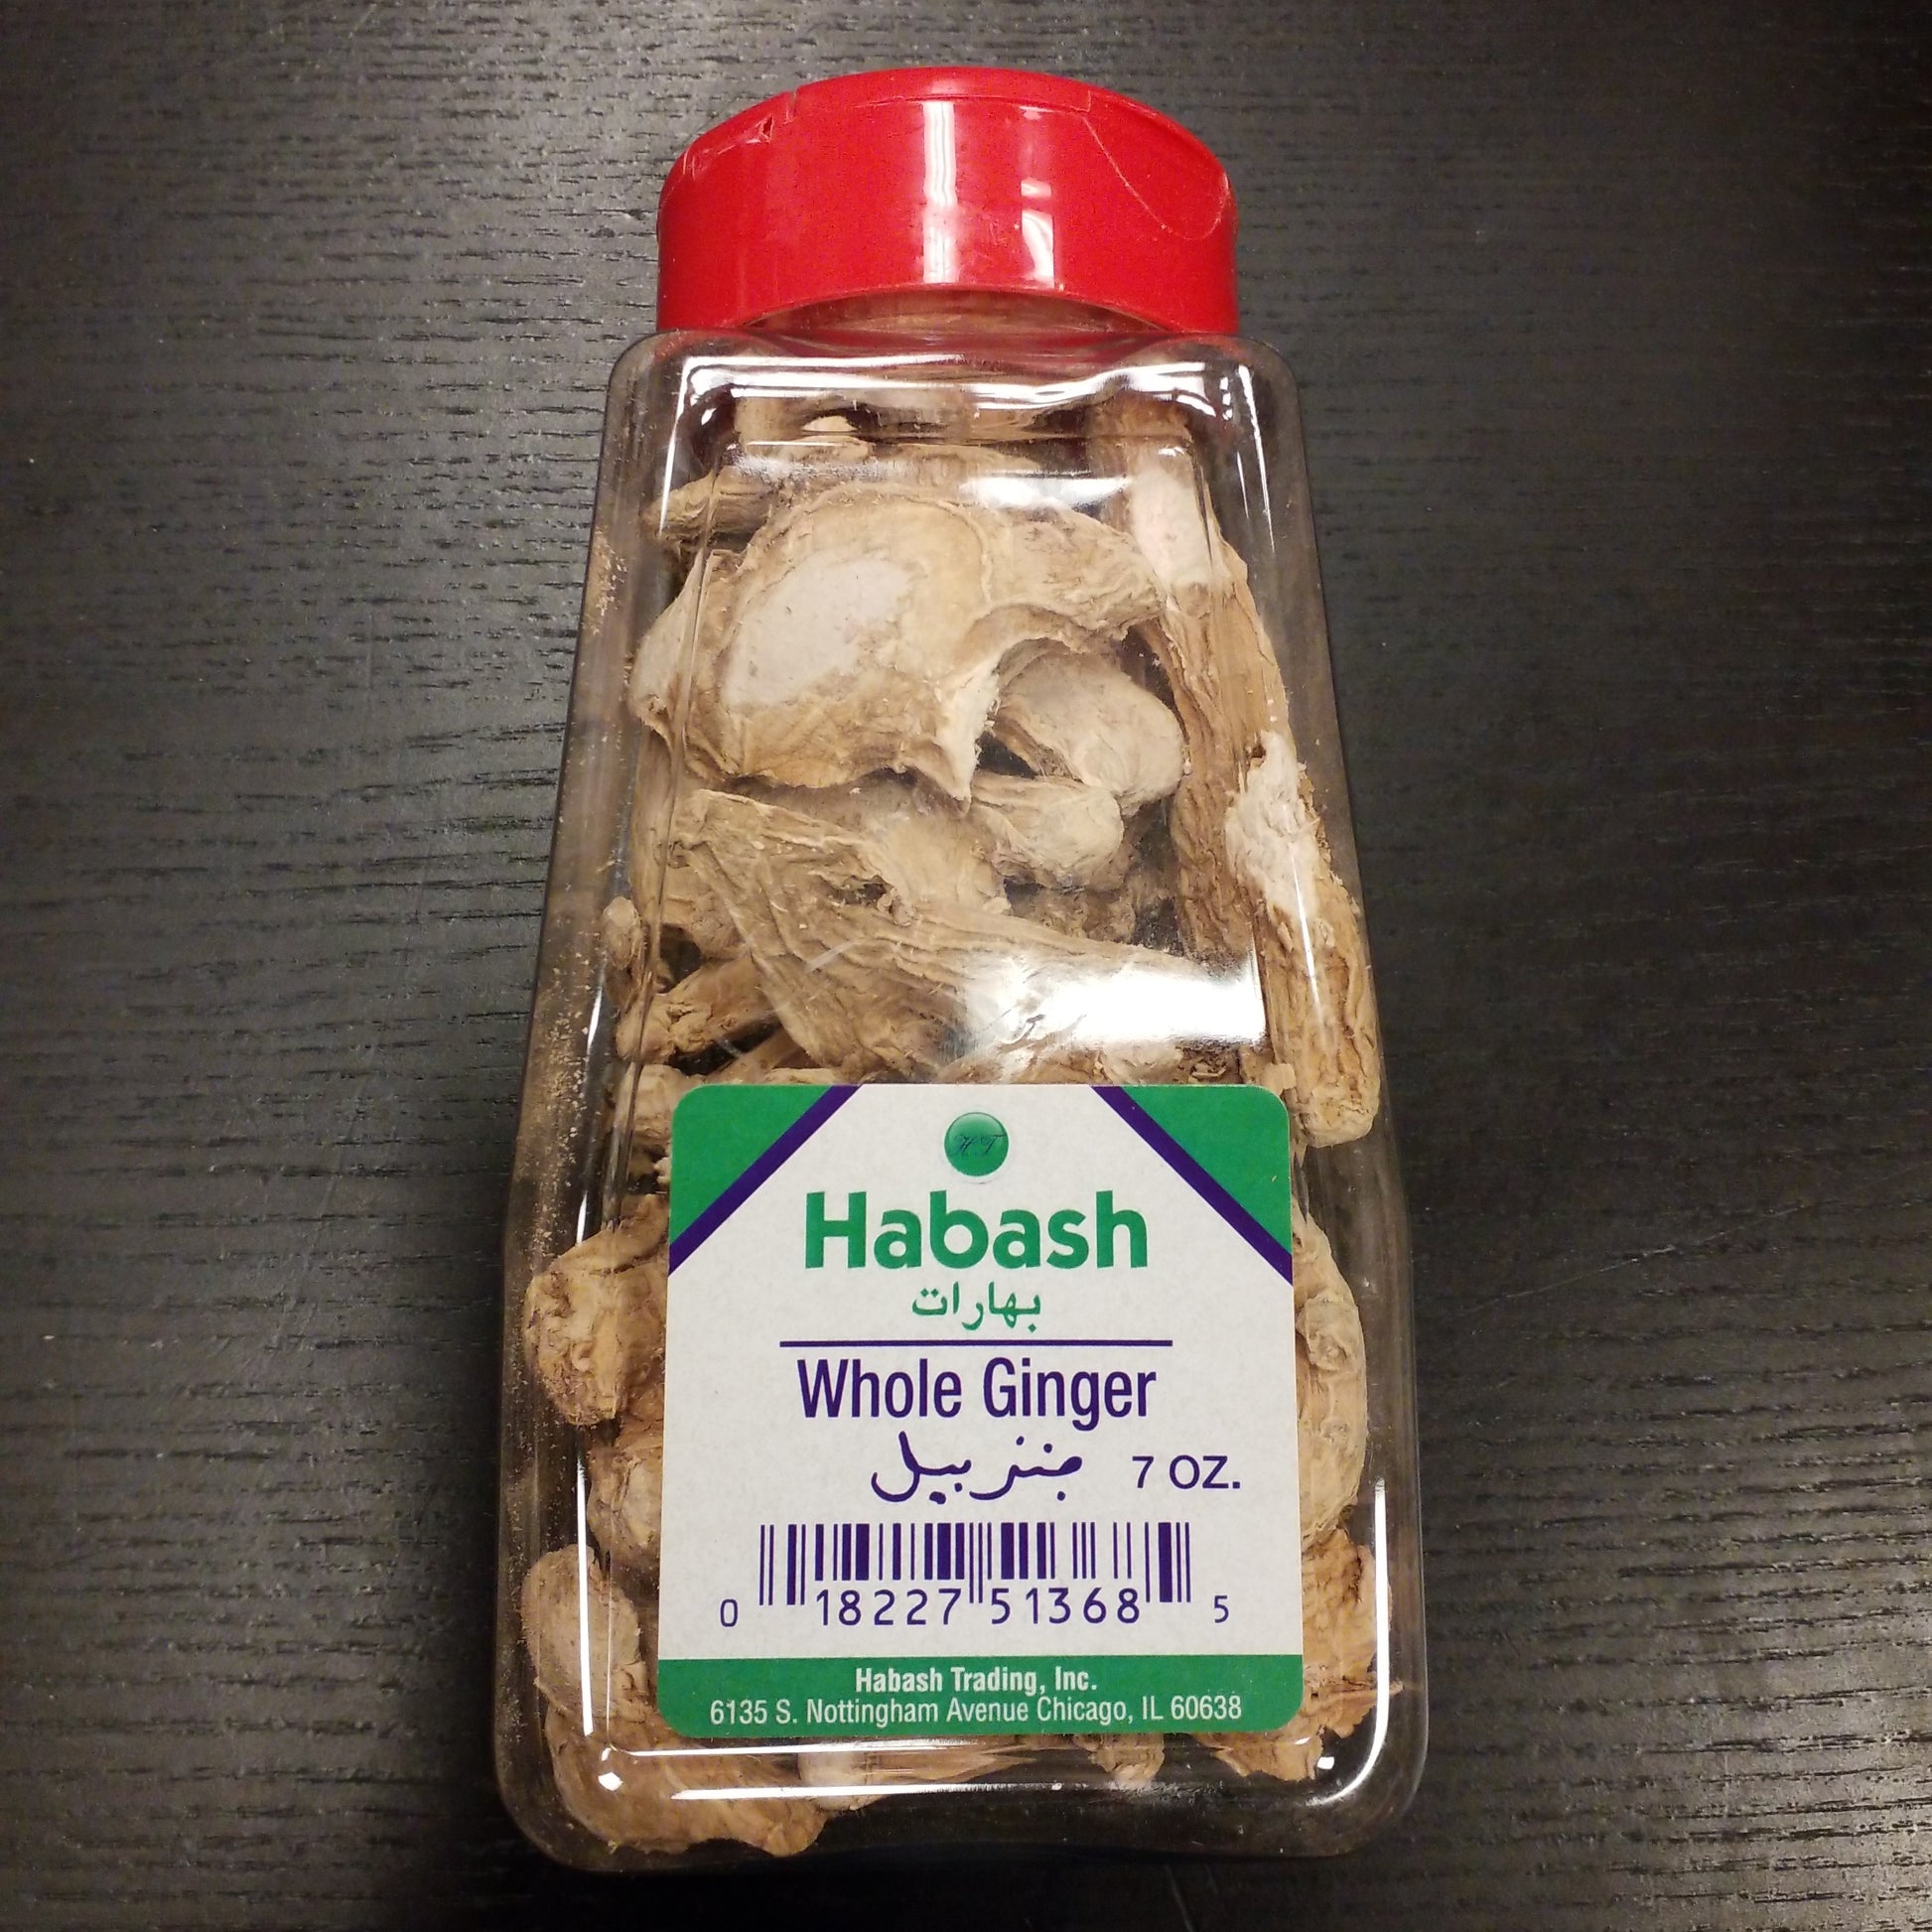 HT
Habash
بهارات
Whole Ginger
جنزبيل 7 OZ.
0 18227 51368 5
Habash Trading, Inc.
6135 S. Nottingham Avenue Chicago, IL 60638